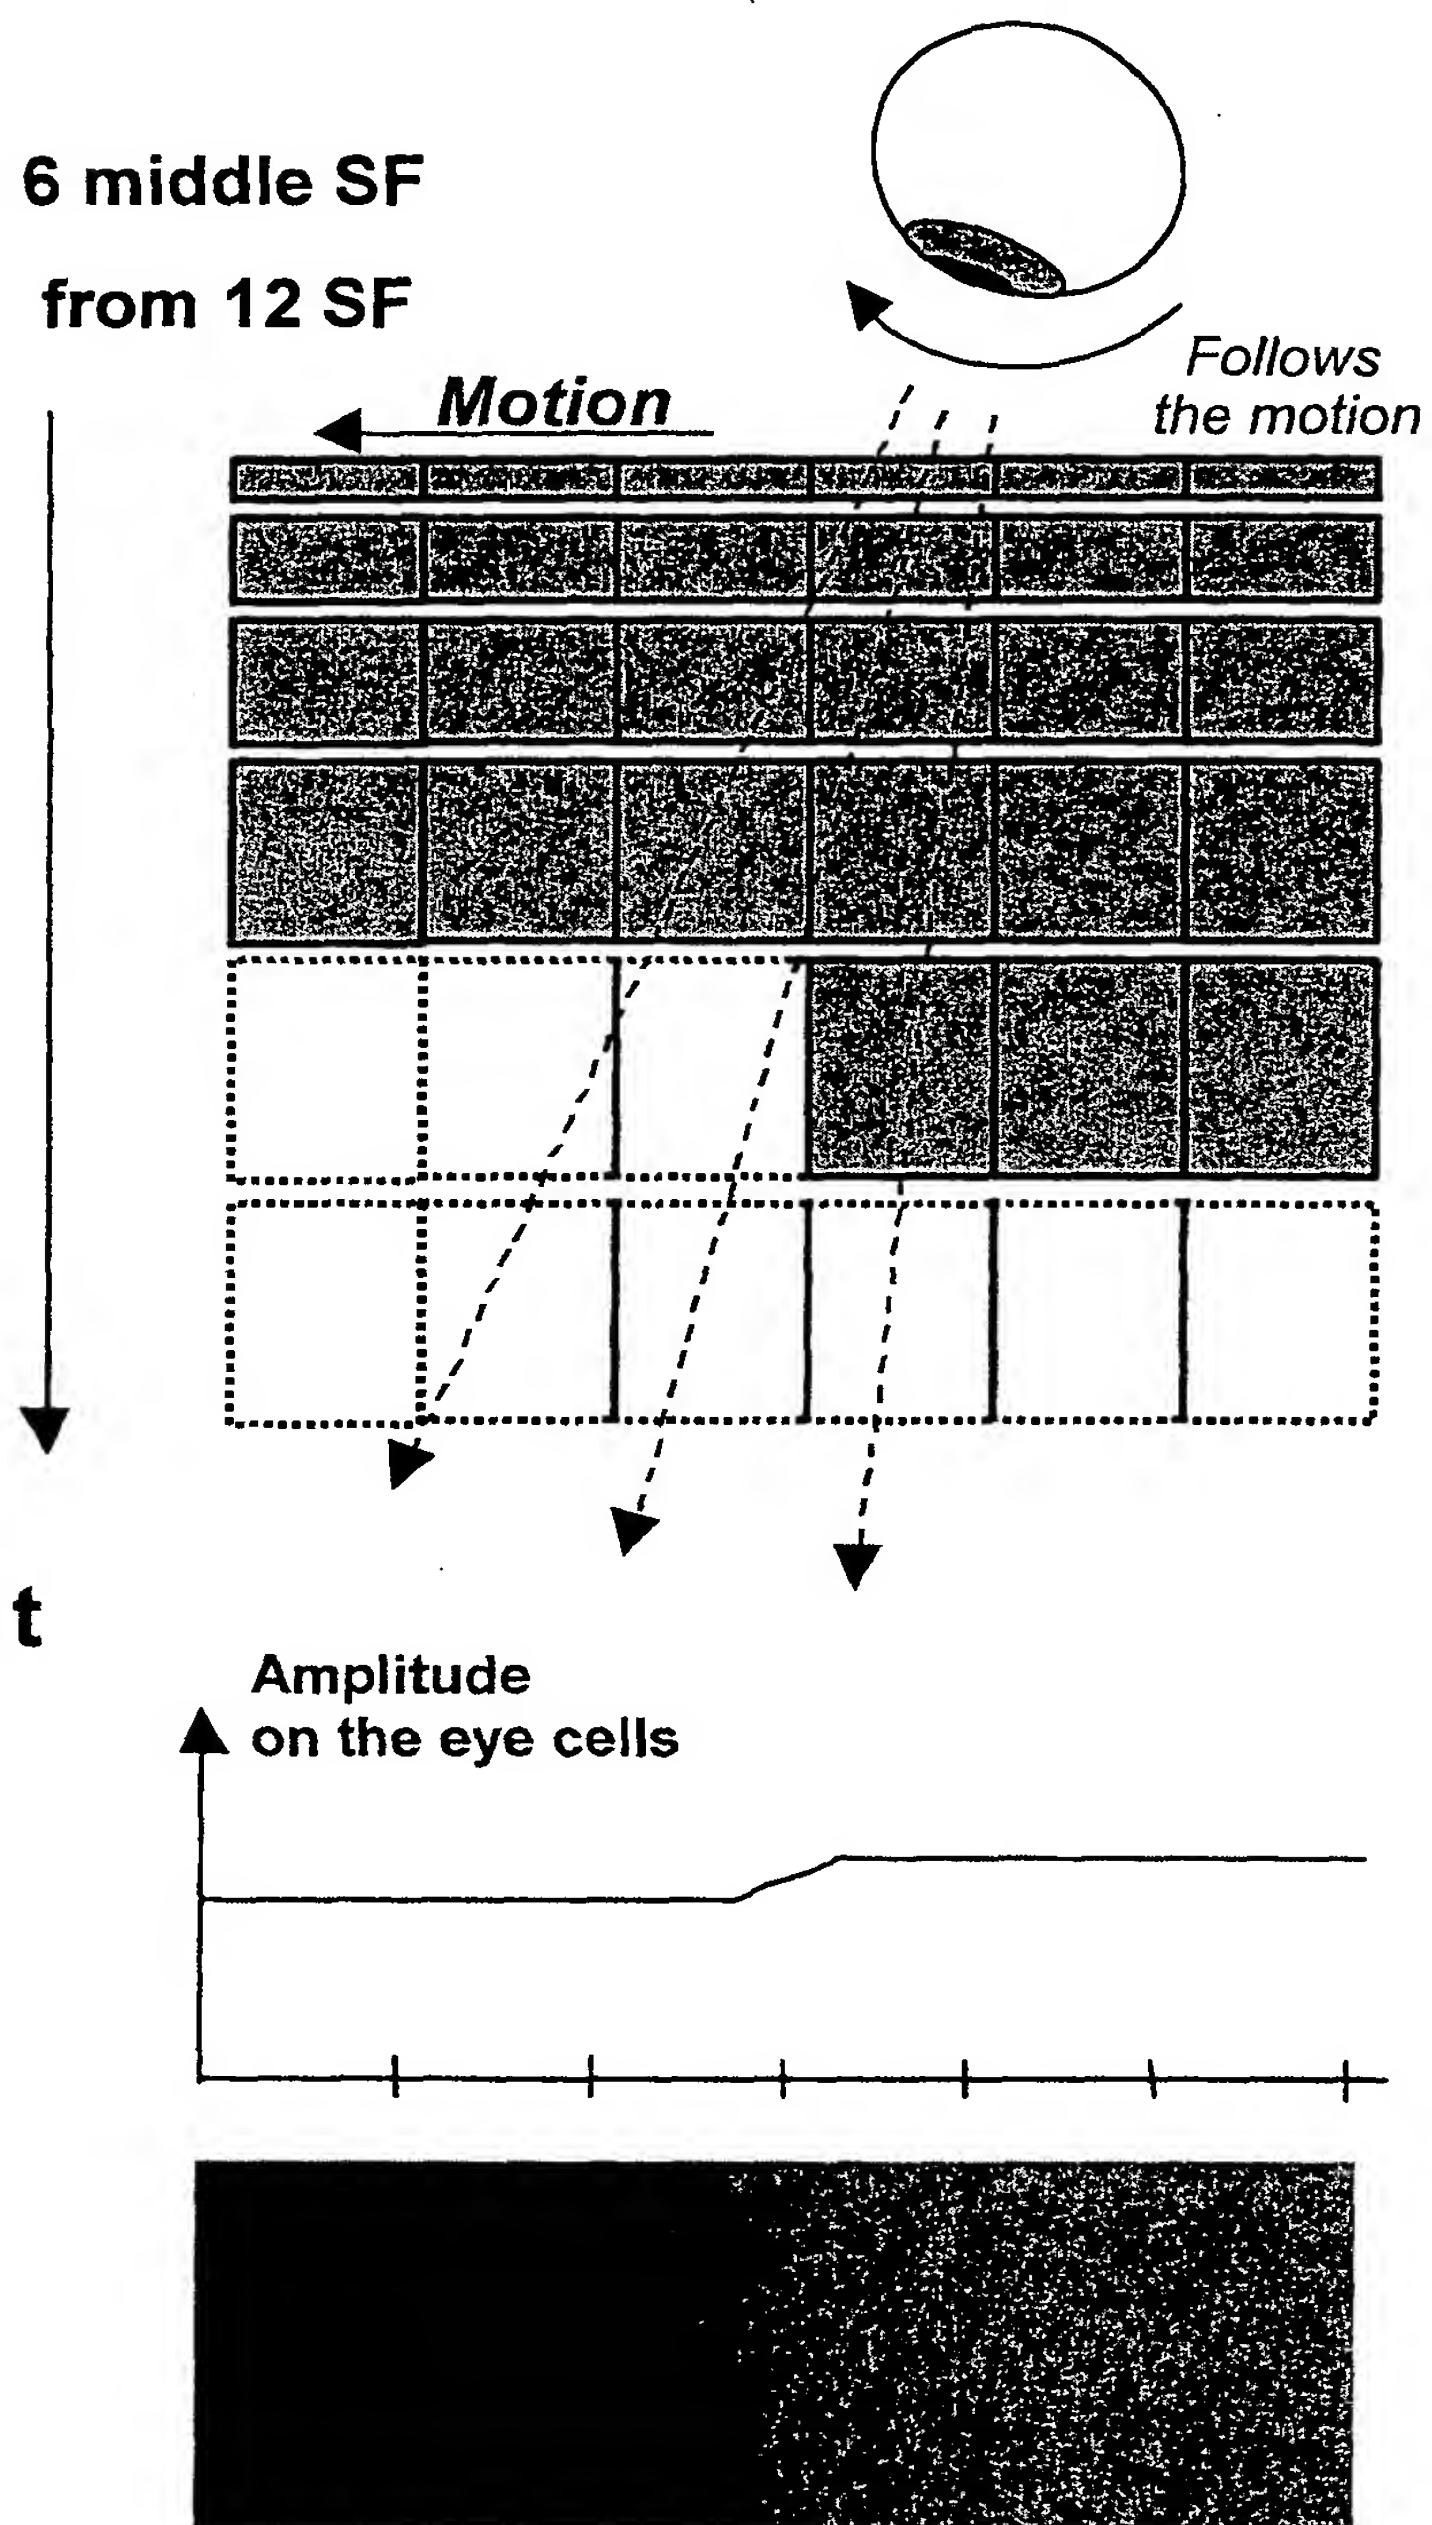 6 middle SF
from 12 SF
Follows
the motion
Motion
t
Amplitude
on the eye cells